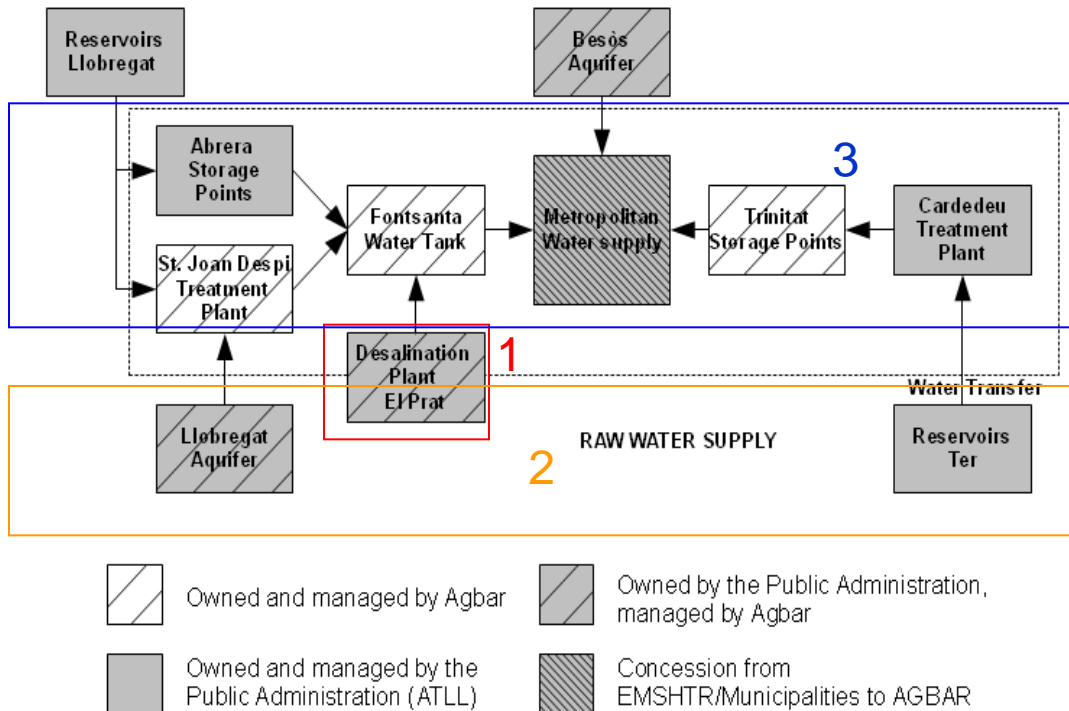 Reservoirs
Llobregat
Besòs
Aquifer
Abrera
Storage
Points
3
Fontsanta
Water Tank
Metropolitan
Water supply
Trinitat
Storage Points
Cardedeu
Treatment
Plant
St. Joan Despi
Treatment
Plant
Desalination
Plant
El Prat
1
Water Transfer
Llobregat
Aquifer
RAW WATER SUPPLY
2
Reservoirs
Ter
Owned and managed by Agbar
Owned by the Public Administration,
managed by Agbar
Owned and managed by the
Public Administration (ATLL)
Concession from
EMSHTR/Municipalities to AGBAR